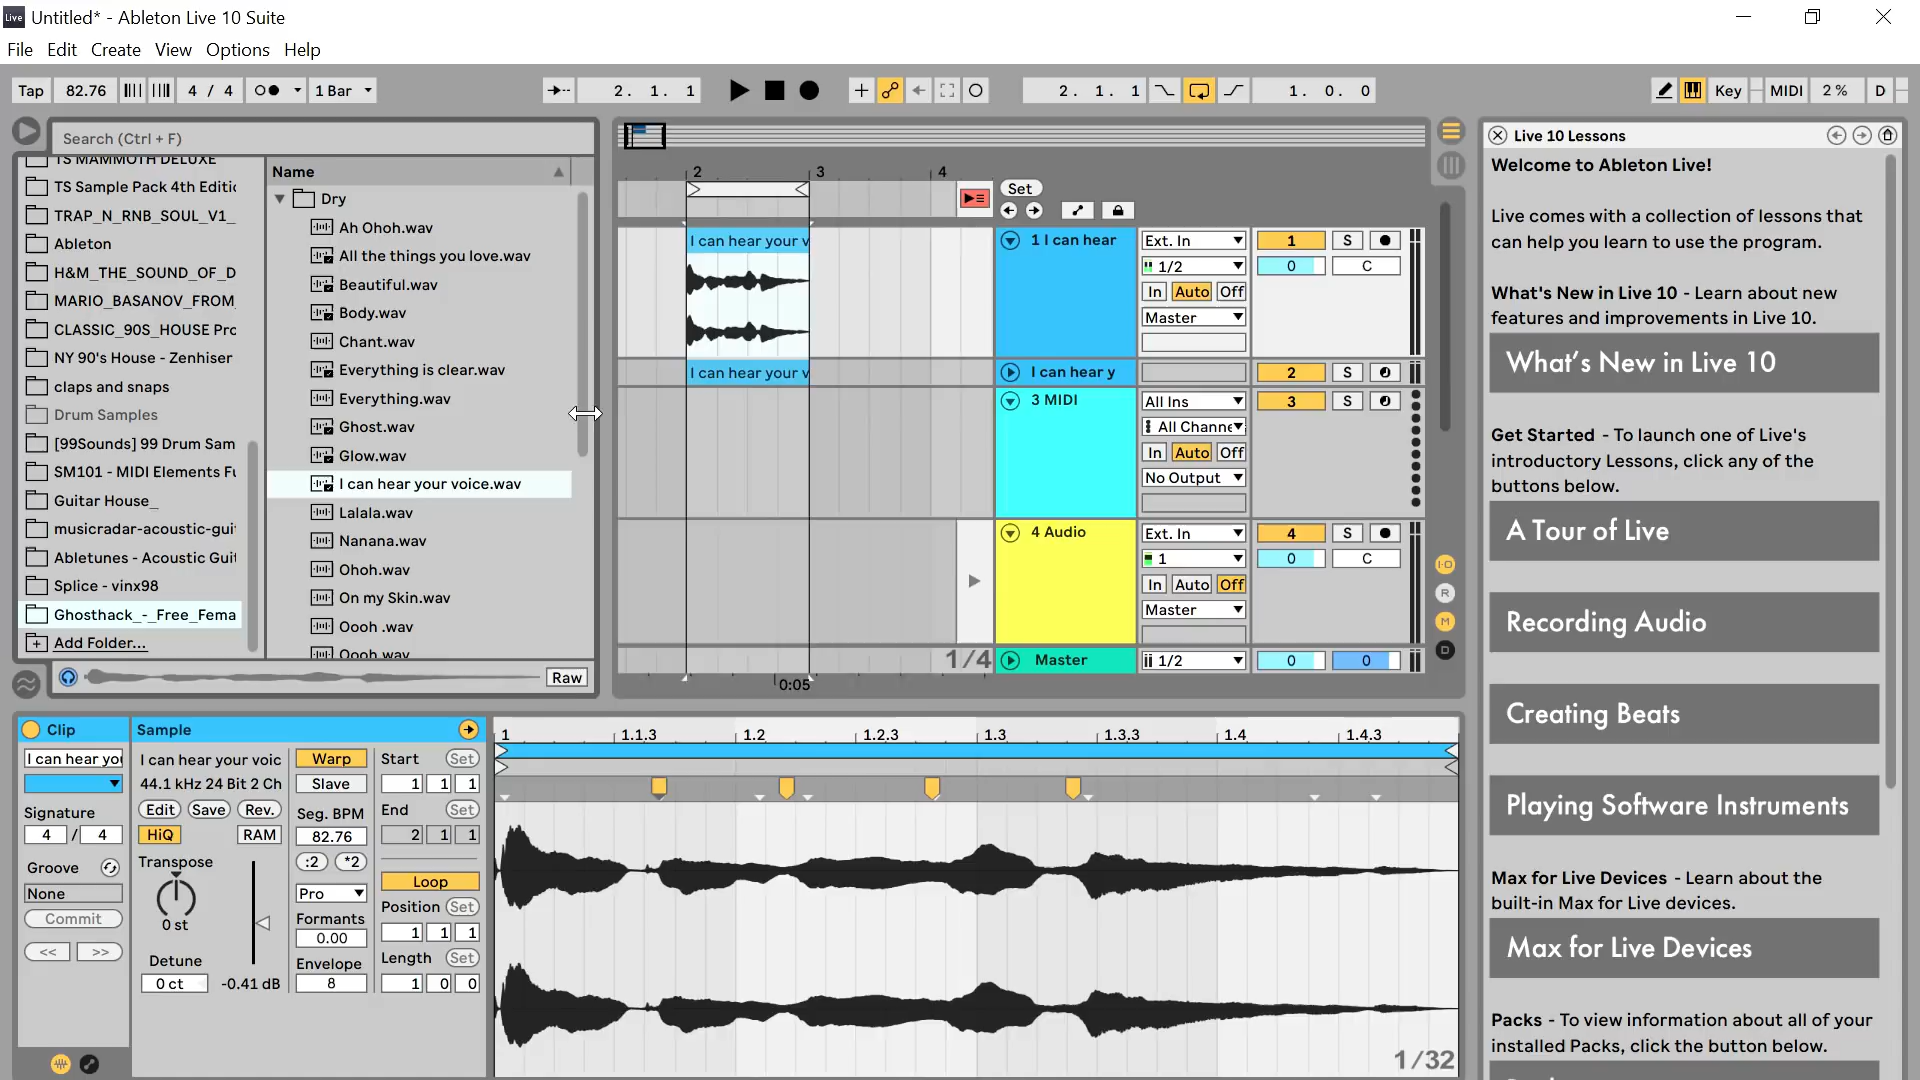 Live Untitled* - Ableton Live 10 Suite
File Edit Create View Options Help
Tap 82.76 4 / 4 1 Bar 2. 1. 1 2. 1. 1 1. 0. 0 Key MIDI 2 % D
Search (Ctrl + F)
TS MAMMOTH DELUXE
TS Sample Pack 4th Editic
TRAP_N_RNB_SOUL_V1_
Ableton
H&M_THE_SOUND_OF_D
MARIO_BASANOV_FROM_
CLASSIC_90S_HOUSE Prc
NY 90's House - Zenhiser
claps and snaps
Drum Samples
[99Sounds] 99 Drum Sam
SM101 - MIDI Elements Fu
Guitar House_
musicradar-acoustic-guit
Abletunes - Acoustic Guit
Splice - vinx98
Ghosthack_-_Free_Fema
Add Folder...
Name
Dry
Ah Ohoh.wav
All the things you love.wav
Beautiful.wav
Body.wav
Chant.wav
Everything is clear.wav
Everything.wav
Ghost.wav
Glow.wav
I can hear your voice.wav
Lalala.wav
Nanana.wav
Ohoh.wav
On my Skin.wav
Oooh .wav
Oooh.wav
Raw
2 3 4
Set
I can hear your v
1 I can hear Ext. In 1 S
1/2 0 C
In Auto Off
Master
I can hear your v
I can hear y 2 S
3 MIDI All Ins 3 S
All Channe
In Auto Off
No Output
4 Audio Ext. In 4 S
1 0 C
In Auto Off
Master
1/4 Master 1/2 0 0
0:05
I-O
R
M
D
Live 10 Lessons
Welcome to Ableton Live!
Live comes with a collection of lessons that
can help you learn to use the program.
What's New in Live 10 - Learn about new
features and improvements in Live 10.
What's New in Live 10
Get Started - To launch one of Live's
introductory Lessons, click any of the
buttons below.
A Tour of Live
Recording Audio
Creating Beats
Playing Software Instruments
Max for Live Devices - Learn about the
built-in Max for Live devices.
Max for Live Devices
Packs - To view information about all of your
installed Packs, click the button below.
Clip
I can hear you
Signature
4 / 4
Groove
None
Commit
<< >>
Sample
I can hear your voic
44.1 kHz 24 Bit 2 Ch
Edit Save Rev.
HiQ RAM
Transpose
0 st
Detune
0 ct -0.41 dB
Warp
Slave
Seg. BPM
82.76
:2 *2
Pro
Formants
0.00
Envelope
8
Start Set
1 1 1
End Set
2 1 1
Loop
Position Set
1 1 1
Length Set
1 0 0
1 1.1.3 1.2 1.2.3 1.3 1.3.3 1.4 1.4.3
1/32